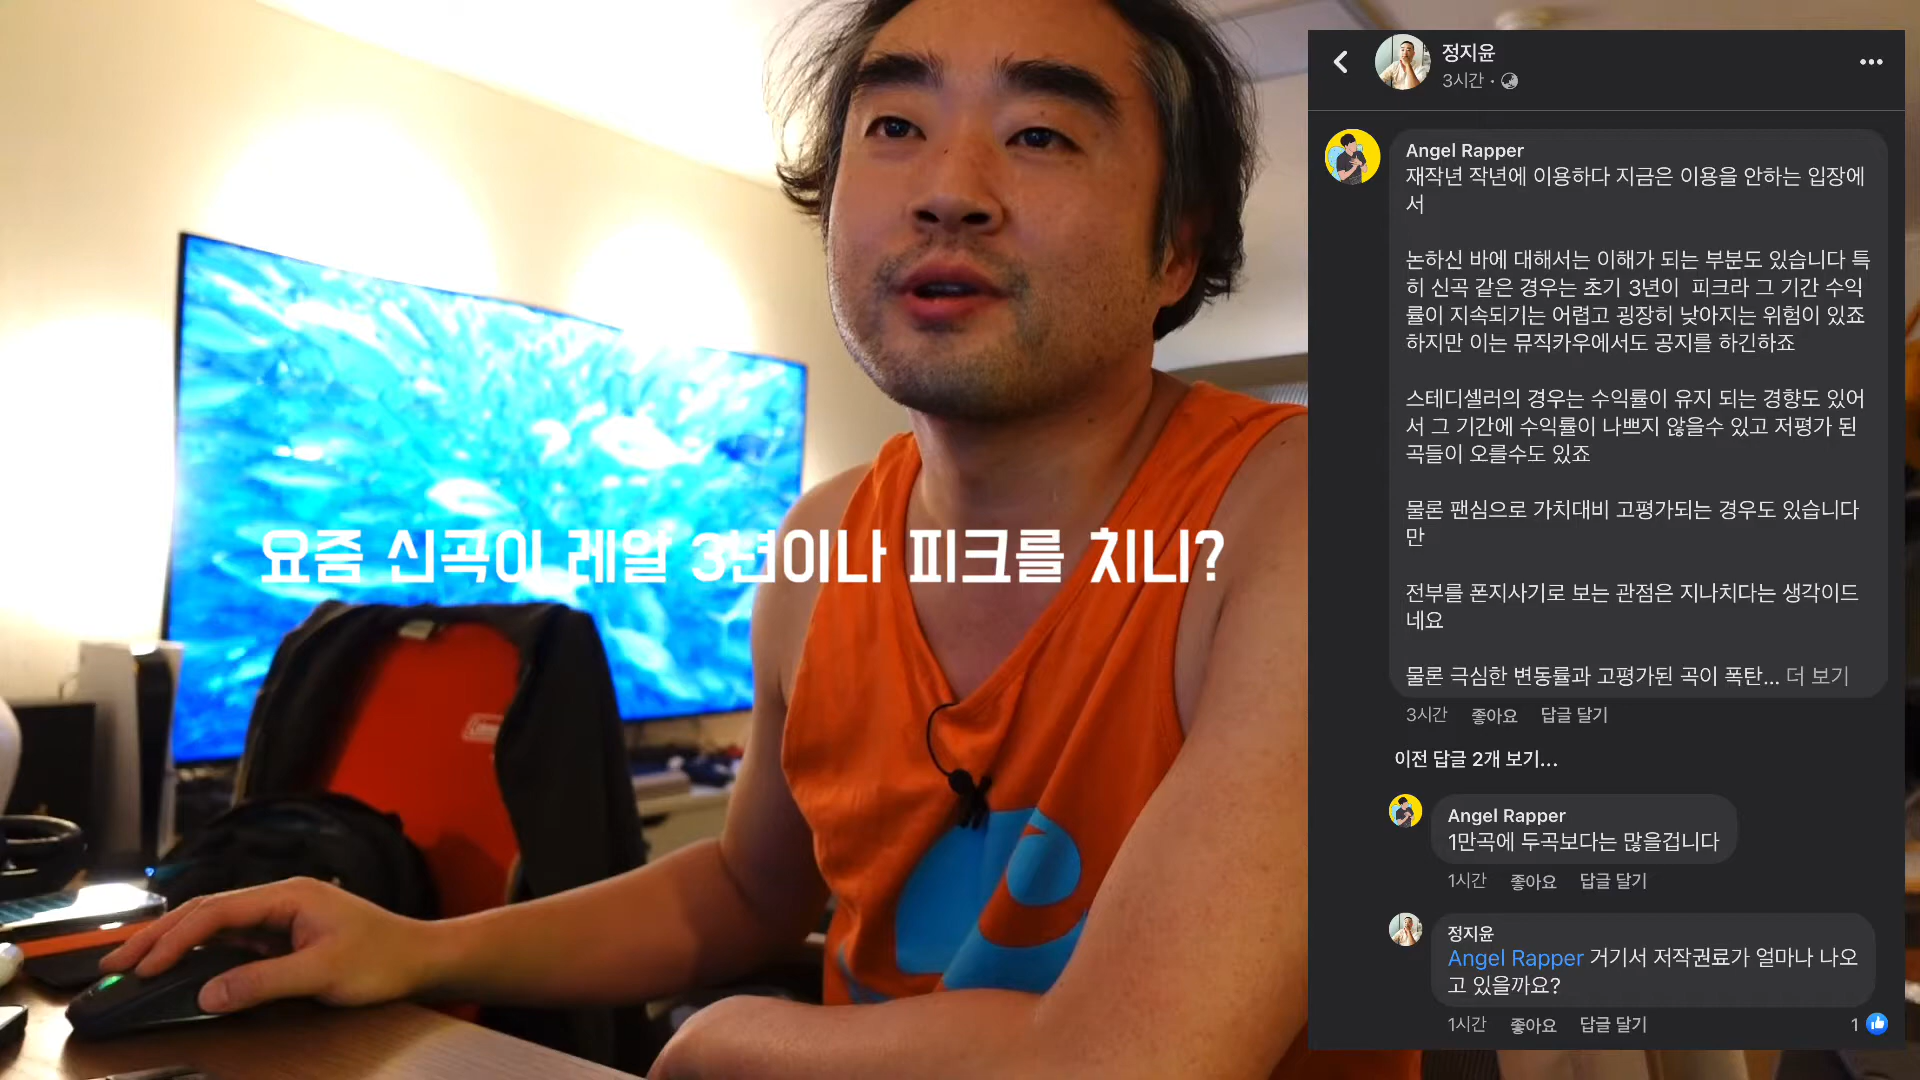 요즘 신곡이 레알 3년이나 피크를 치니?
정지윤
3시간 ·
Angel Rapper
재작년 작년에 이용하다 지금은 이용을 안하는 입장에
서
논하신 바에 대해서는 이해가 되는 부분도 있습니다 특
히 신곡 같은 경우는 초기 3년이 피크라 그 기간 수익
률이 지속되기는 어렵고 굉장히 낮아지는 위험이 있죠
하지만 이는 뮤직카우에서도 공지를 하긴하죠
스테디셀러의 경우는 수익률이 유지 되는 경향도 있어
서 그 기간에 수익률이 나쁘지 않을수 있고 저평가 된
곡들이 오를수도 있죠
물론 팬심으로 가치대비 고평가되는 경우도 있습니다
만
전부를 폰지사기로 보는 관점은 지나치다는 생각이드
네요
물론 극심한 변동률과 고평가된 곡이 폭탄... 더 보기
3시간 좋아요 답글 달기
이전 답글 2개 보기...
Angel Rapper
1만곡에 두곡보다는 많을겁니다
1시간 좋아요 답글 달기
정지윤
Angel Rapper 거기서 저작권료가 얼마나 나오
고 있을까요?
1시간 좋아요 답글 달기 1